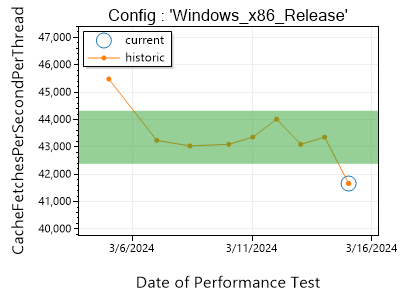 Config : 'Windows_x86_Release'
CacheFetchesPerSecondPerThread
47,000
46,000
45,000
44,000
43,000
42,000
41,000
40,000
current
historic
3/6/2024
3/11/2024
3/16/2024
Date of Performance Test